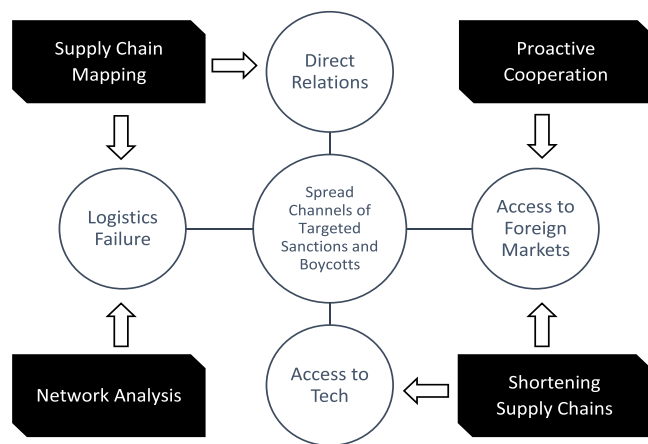 Supply Chain
Mapping
Direct
Relations
Proactive
Cooperation
Logistics
Failure
Spread
Channels of
Targeted
Sanctions and
Boycotts
Access to
Foreign
Markets
Network Analysis
Access to
Tech
Shortening
Supply Chains